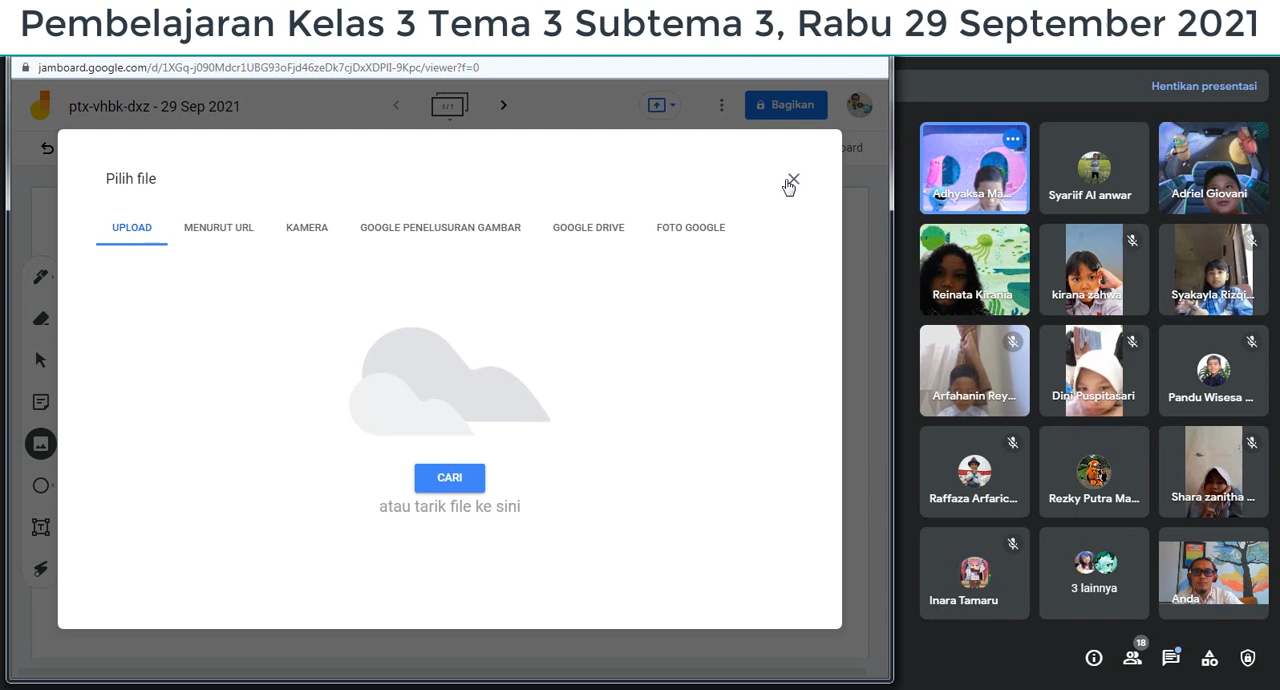 Pembelajaran Kelas 3 Tema 3 Subtema 3, Rabu 29 September 2021
jamboard.google.com/d/1XGq-j090Mdcr1UBG93oFjd46zeDk7cjDxXDPII-9Kpc/viewer?f=0
ptx-vhbk-dxz - 29 Sep 2021
1/1
Bagikan
Hentikan presentasi
Pilih file
UPLOAD
MENURUT URL
KAMERA
GOOGLE PENELUSURAN GAMBAR
GOOGLE DRIVE
FOTO GOOGLE
CARI
atau tarik file ke sini
Adhyaksa Ma...
Syariif Al anwar
Adriel Giovani
Reinata Kirania
kirana zahwa
Syakayla Rizqi...
Arfahanin Rey...
Dini Puspitasari
Pandu Wisesa ...
Raffaza Arfaric...
Rezky Putra Ma...
Shara zanitha ...
Inara Tamaru
3 lainnya
Anda
18